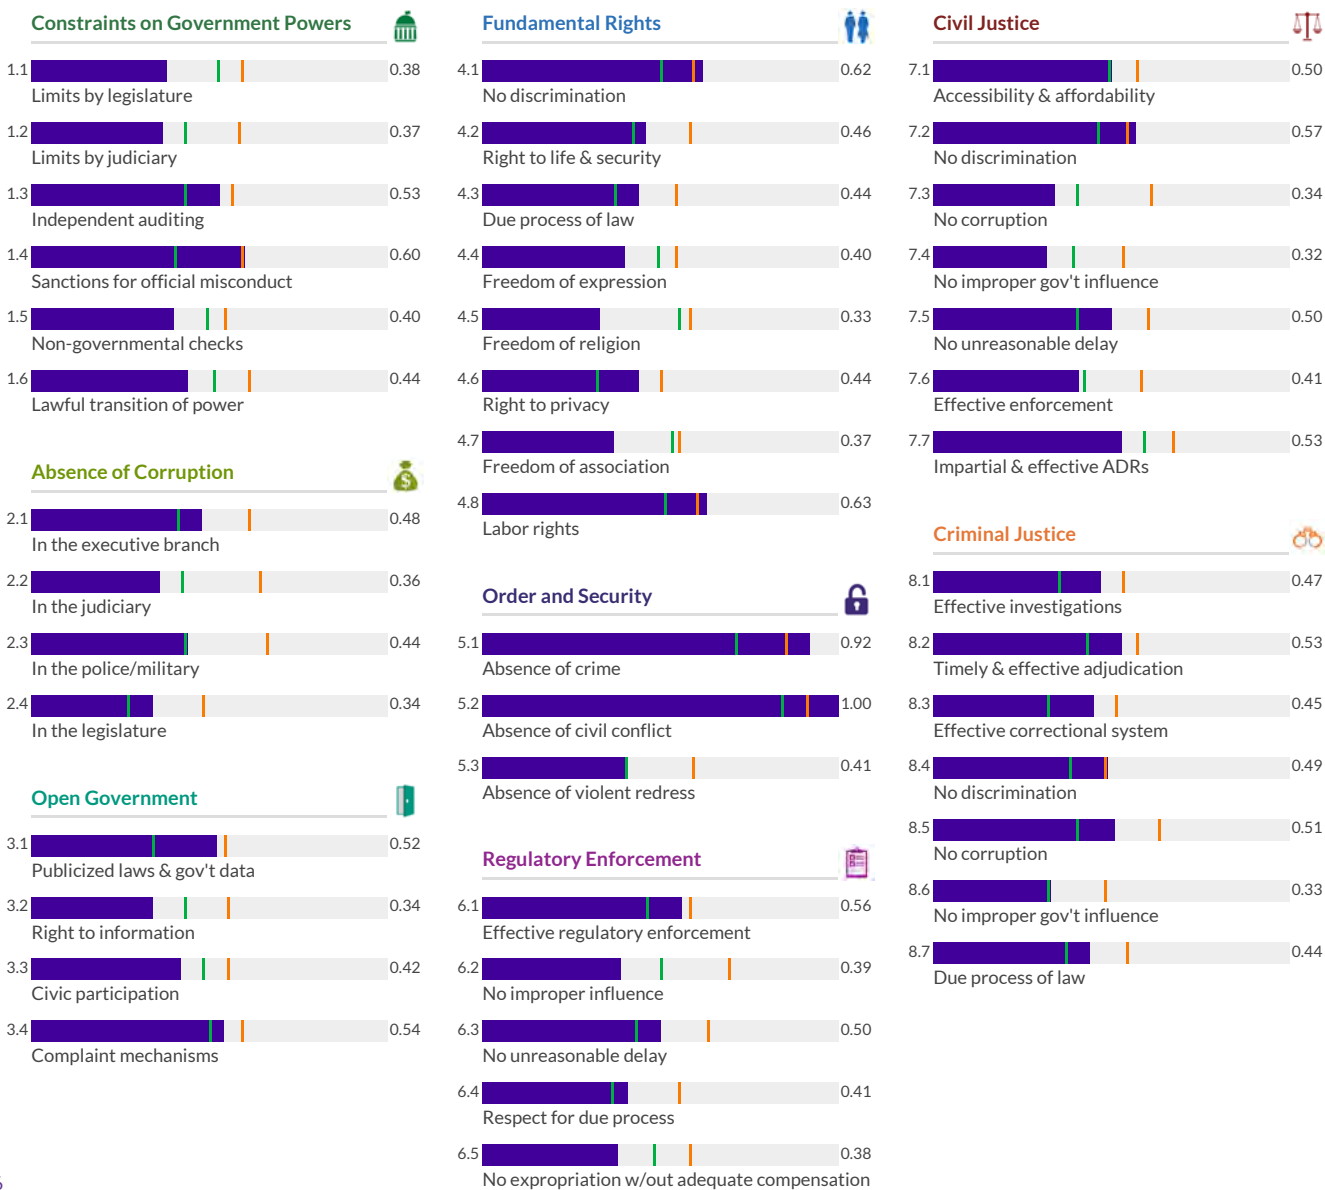 Constraints on Government Powers
1.1 0.38
Limits by legislature
1.2 0.37
Limits by judiciary
1.3 0.53
Independent auditing
1.4 0.60
Sanctions for official misconduct
1.5 0.40
Non-governmental checks
1.6 0.44
Lawful transition of power
Absence of Corruption
$
2.1 0.48
In the executive branch
2.2 0.36
In the judiciary
2.3 0.44
In the police/military
2.4 0.34
In the legislature
Open Government
3.1 0.52
Publicized laws & gov't data
3.2 0.34
Right to information
3.3 0.42
Civic participation
3.4 0.54
Complaint mechanisms
Fundamental Rights
4.1 0.62
No discrimination
4.2 0.46
Right to life & security
4.3 0.44
Due process of law
4.4 0.40
Freedom of expression
4.5 0.33
Freedom of religion
4.6 0.44
Right to privacy
4.7 0.37
Freedom of association
4.8 0.63
Labor rights
Order and Security
5.1 0.92
Absence of crime
5.2 1.00
Absence of civil conflict
5.3 0.41
Absence of violent redress
Regulatory Enforcement
6.1 0.56
Effective regulatory enforcement
6.2 0.39
No improper influence
6.3 0.50
No unreasonable delay
6.4 0.41
Respect for due process
6.5 0.38
No expropriation w/out adequate compensation
Civil Justice
7.1 0.50
Accessibility & affordability
7.2 0.57
No discrimination
7.3 0.34
No corruption
7.4 0.32
No improper gov't influence
7.5 0.50
No unreasonable delay
7.6 0.41
Effective enforcement
7.7 0.53
Impartial & effective ADRs
Criminal Justice
8.1 0.47
Effective investigations
8.2 0.53
Timely & effective adjudication
8.3 0.45
Effective correctional system
8.4 0.49
No discrimination
8.5 0.51
No corruption
8.6 0.33
No improper gov't influence
8.7 0.44
Due process of law